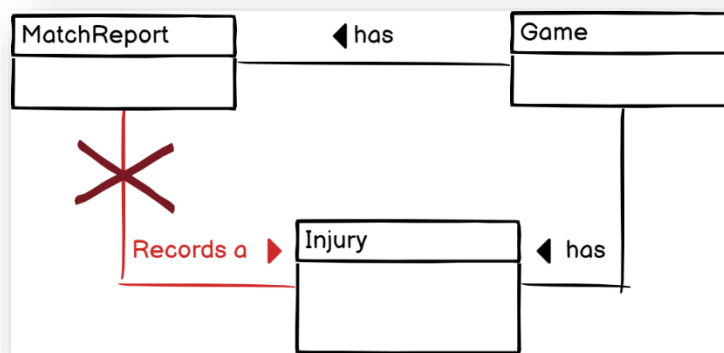 MatchReport
has
Game
Records a
Injury
has